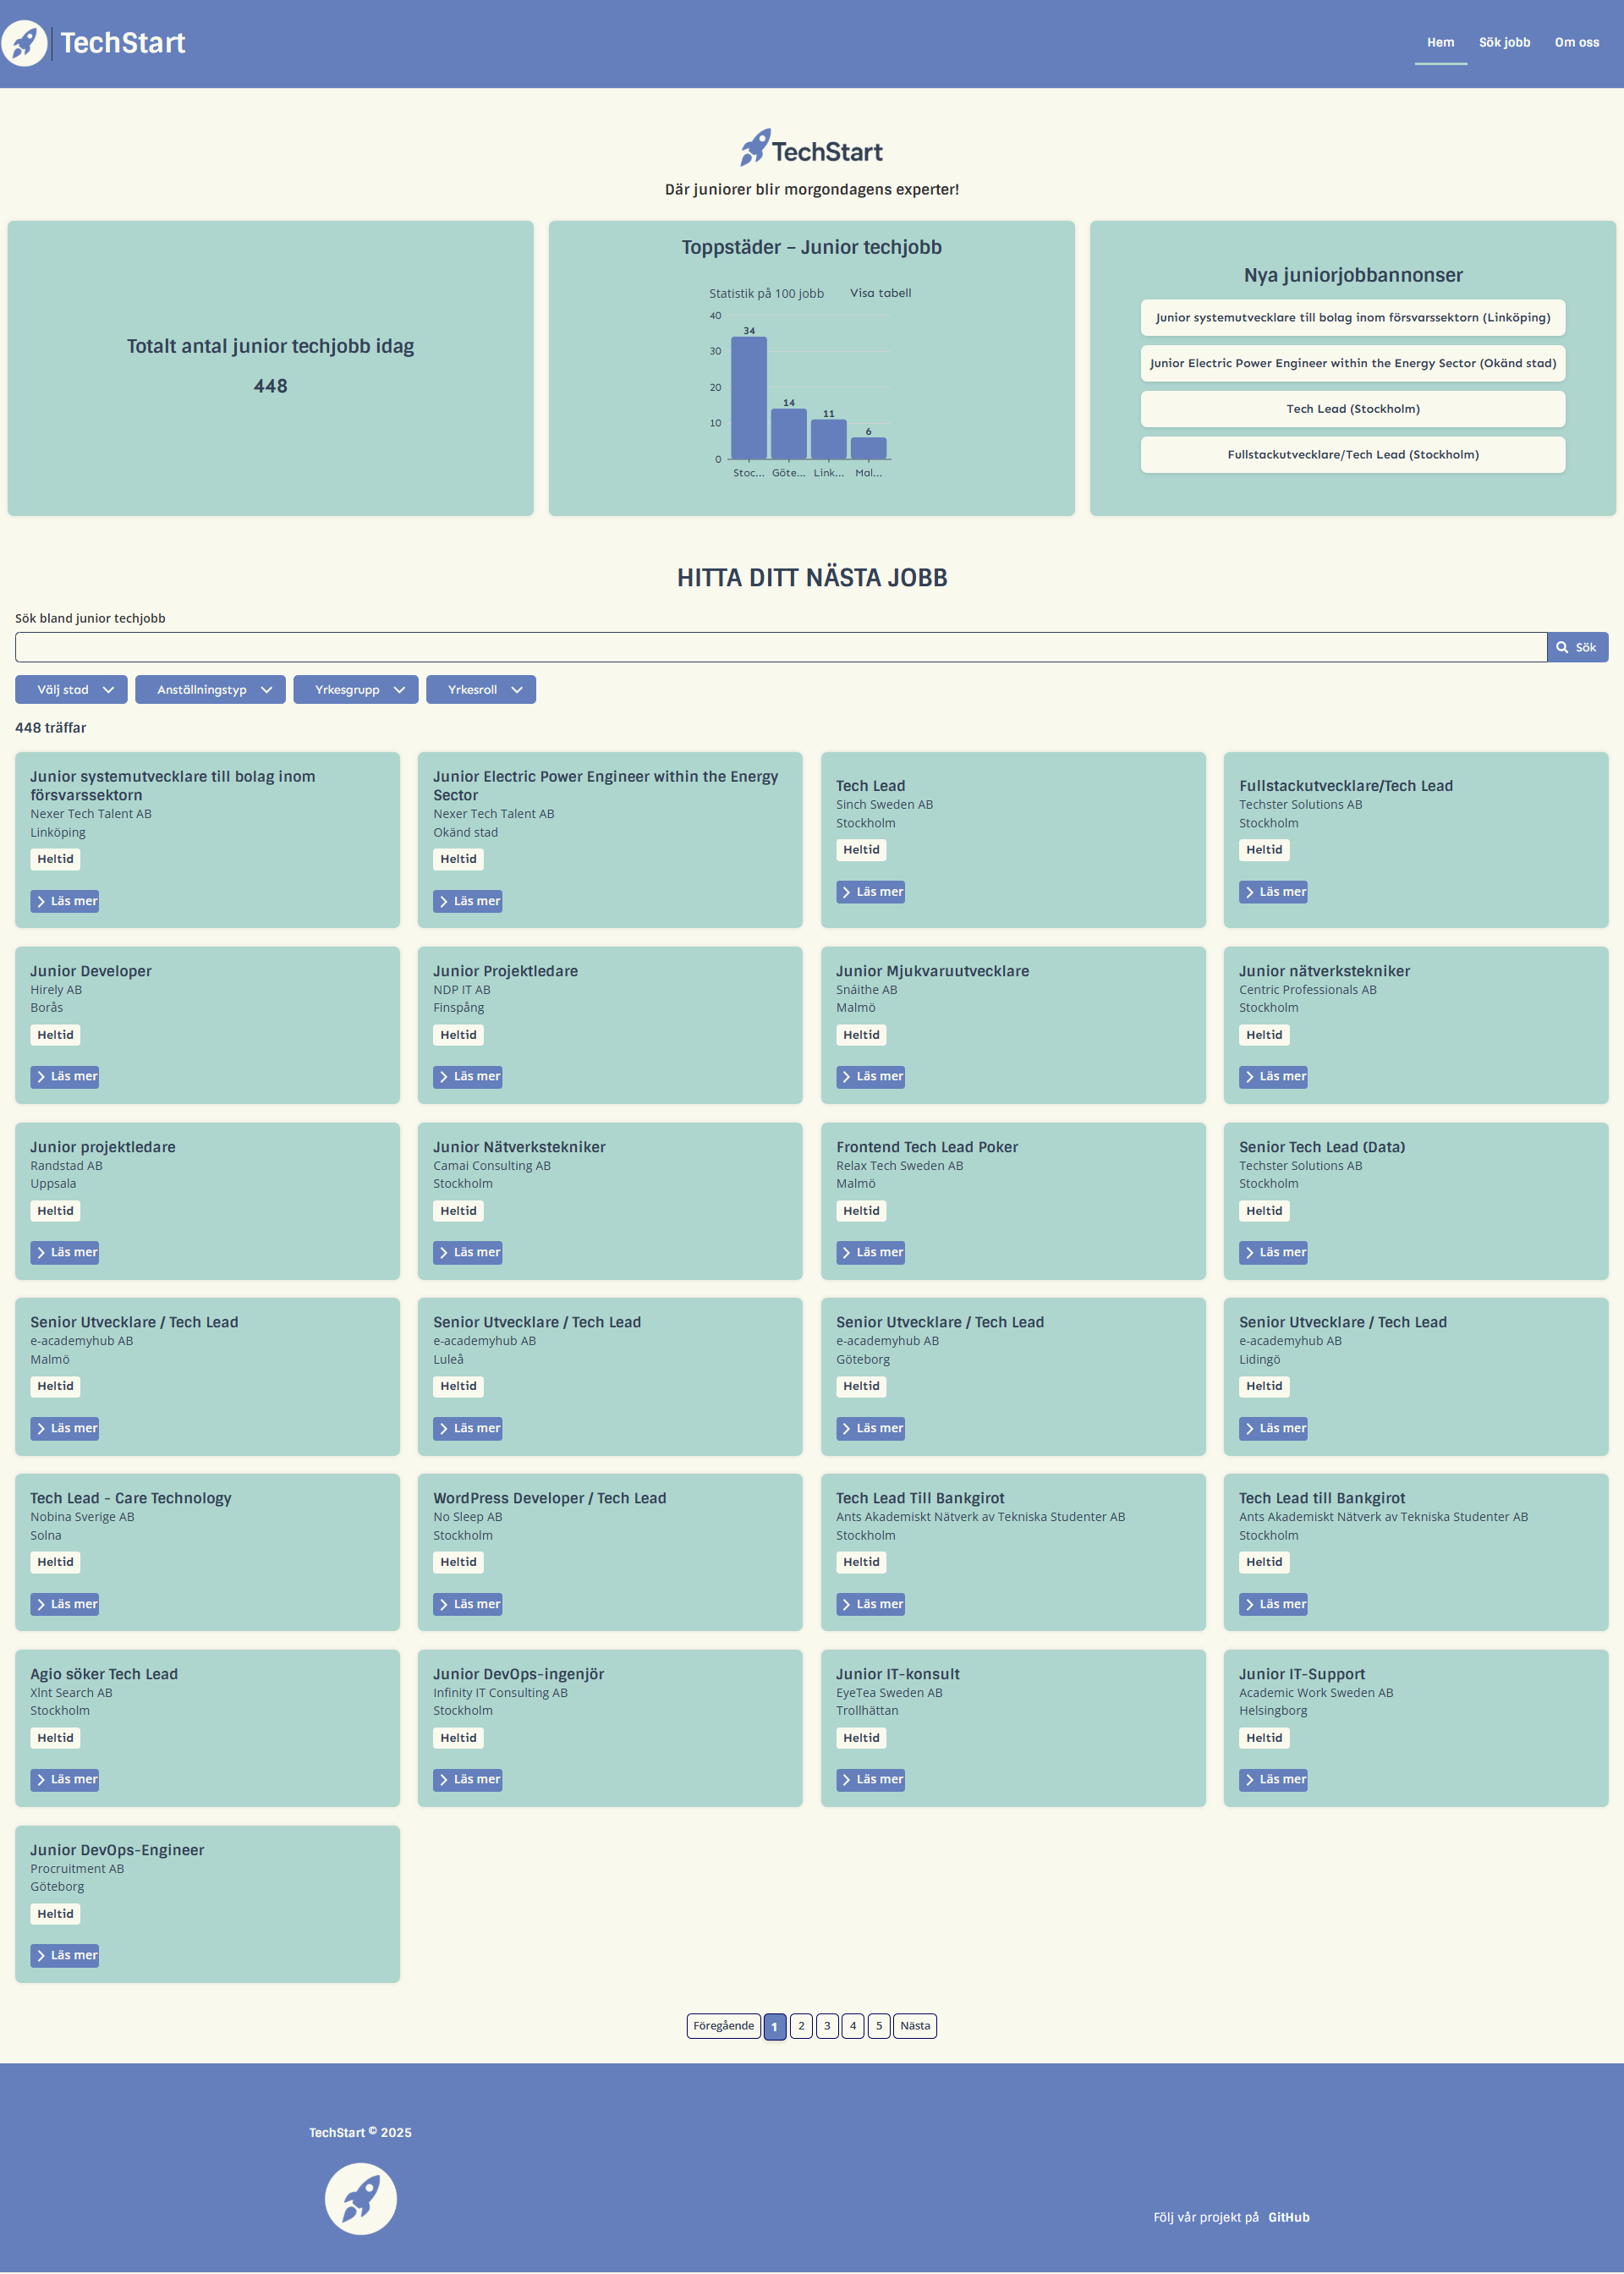 TechStart
Hem
Sök jobb
Om oss
TechStart
Där juniorer blir morgondagens experter!
Totalt antal junior techjobb idag
448
Toppstäder – Junior techjobb
Statistik på 100 jobb
Visa tabell
40
30
20
10
0
34
14
11
6
Stoc...
Göte...
Link...
Mal...
Nya juniorjobbannonser
Junior systemutvecklare till bolag inom försvarssektorn (Linköping)
Junior Electric Power Engineer within the Energy Sector (Okänd stad)
Tech Lead (Stockholm)
Fullstackutvecklare/Tech Lead (Stockholm)
HITTA DITT NÄSTA JOBB
Sök bland junior techjobb
Sök
Välj stad
Anställningstyp
Yrkesgrupp
Yrkesroll
448 träffar
Junior systemutvecklare till bolag inom
försvarssektorn
Nexer Tech Talent AB
Linköping
Heltid
Läs mer
Junior Electric Power Engineer within the Energy
Sector
Nexer Tech Talent AB
Okänd stad
Heltid
Läs mer
Tech Lead
Sinch Sweden AB
Stockholm
Heltid
Läs mer
Fullstackutvecklare/Tech Lead
Techster Solutions AB
Stockholm
Heltid
Läs mer
Junior Developer
Hirely AB
Borås
Heltid
Läs mer
Junior Projektledare
NDP IT AB
Finspång
Heltid
Läs mer
Junior Mjukvaruutvecklare
Snáithe AB
Malmö
Heltid
Läs mer
Junior nätverkstekniker
Centric Professionals AB
Stockholm
Heltid
Läs mer
Junior projektledare
Randstad AB
Uppsala
Heltid
Läs mer
Junior Nätverkstekniker
Camai Consulting AB
Stockholm
Heltid
Läs mer
Frontend Tech Lead Poker
Relax Tech Sweden AB
Malmö
Heltid
Läs mer
Senior Tech Lead (Data)
Techster Solutions AB
Stockholm
Heltid
Läs mer
Senior Utvecklare / Tech Lead
e-academyhub AB
Malmö
Heltid
Läs mer
Senior Utvecklare / Tech Lead
e-academyhub AB
Luleå
Heltid
Läs mer
Senior Utvecklare / Tech Lead
e-academyhub AB
Göteborg
Heltid
Läs mer
Senior Utvecklare / Tech Lead
e-academyhub AB
Lidingö
Heltid
Läs mer
Tech Lead - Care Technology
Nobina Sverige AB
Solna
Heltid
Läs mer
WordPress Developer / Tech Lead
No Sleep AB
Stockholm
Heltid
Läs mer
Tech Lead Till Bankgirot
Ants Akademiskt Nätverk av Tekniska Studenter AB
Stockholm
Heltid
Läs mer
Tech Lead till Bankgirot
Ants Akademiskt Nätverk av Tekniska Studenter AB
Stockholm
Heltid
Läs mer
Agio söker Tech Lead
Xlnt Search AB
Stockholm
Heltid
Läs mer
Junior DevOps-ingenjör
Infinity IT Consulting AB
Stockholm
Heltid
Läs mer
Junior IT-konsult
EyeTea Sweden AB
Trollhättan
Heltid
Läs mer
Junior IT-Support
Academic Work Sweden AB
Helsingborg
Heltid
Läs mer
Junior DevOps-Engineer
Procruitment AB
Göteborg
Heltid
Läs mer
Föregående
1
2
3
4
5
Nästa
TechStart © 2025
Följ vår projekt på GitHub